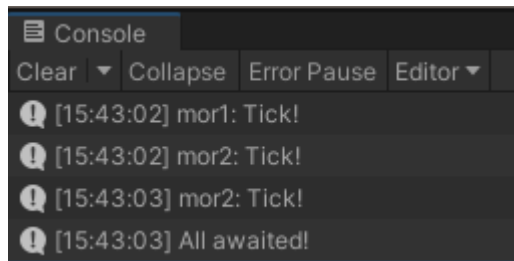 Console
Clear Collapse Error Pause Editor
[15:43:02] mor1: Tick!
[15:43:02] mor2: Tick!
[15:43:03] mor2: Tick!
[15:43:03] All awaited!